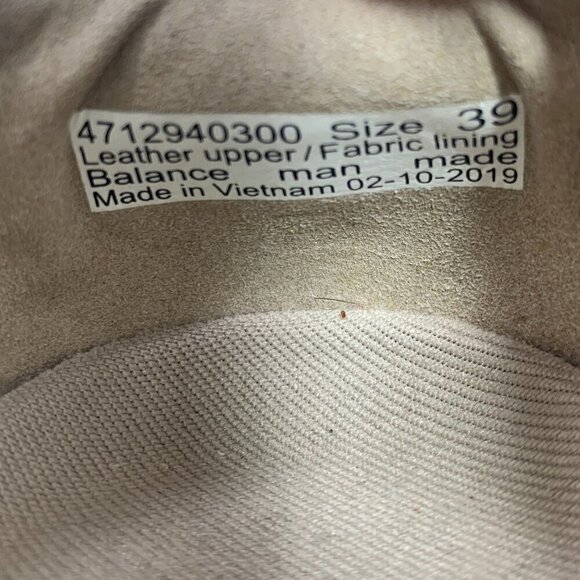 4712940300 Size 39
Leather upper / Fabric lining
Balance man made
Made in Vietnam 02-10-2019